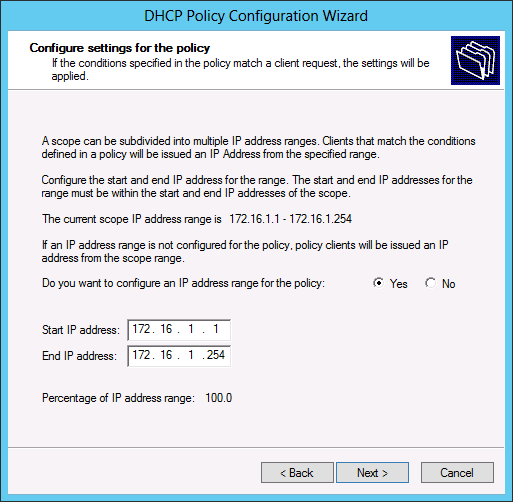 DHCP Policy Configuration Wizard
Configure settings for the policy
If the conditions specified in the policy match a client request, the settings will be
applied.
A scope can be subdivided into multiple IP address ranges. Clients that match the conditions
defined in a policy will be issued an IP Address from the specified range.
Configure the start and end IP address for the range. The start and end IP addresses for the
range must be within the start and end IP addresses of the scope.
The current scope IP address range is 172.16.1.1 - 172.16.1.254
If an IP address range is not configured for the policy, policy clients will be issued an IP
address from the scope range.
Do you want to configure an IP address range for the policy: Yes No
Start IP address: 172 . 16 . 1 . 1
End IP address: 172 . 16 . 1 . 254
Percentage of IP address range: 100.0
< Back Next > Cancel